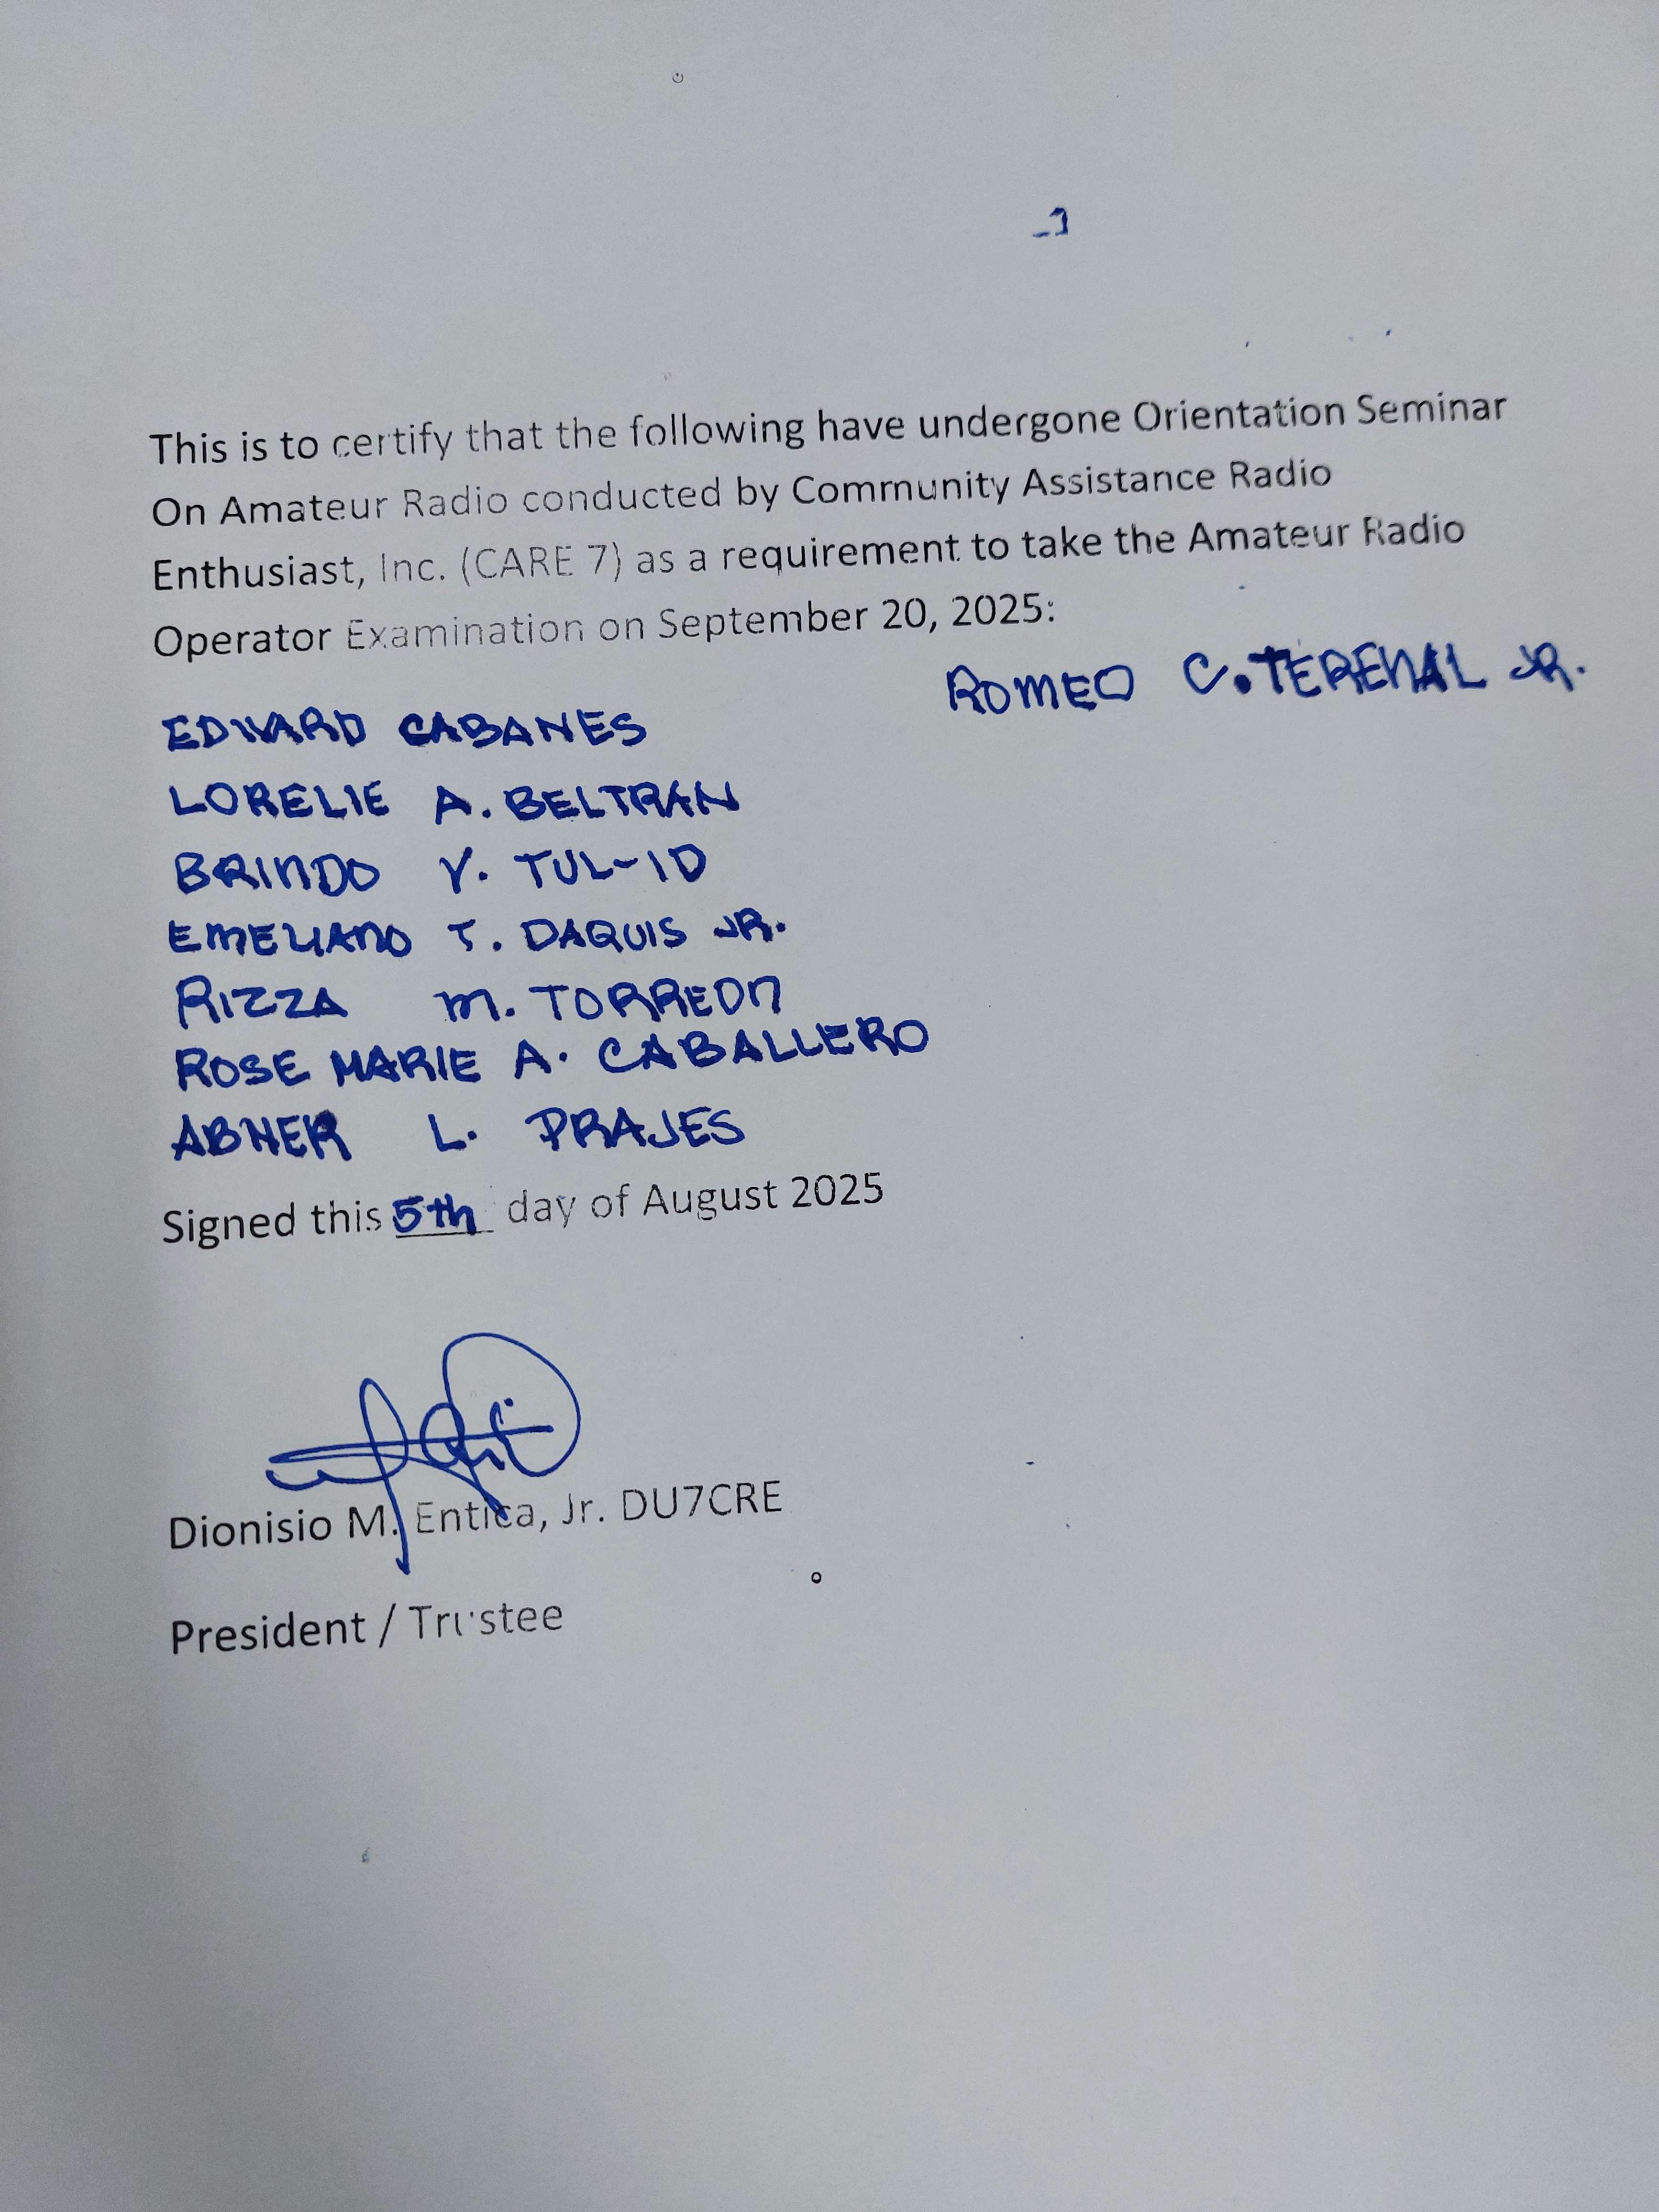 This is to certify that the following have undergone Orientation Seminar
On Amateur Radio conducted by Community Assistance Radio
Enthusiast, Inc. (CARE 7) as a requirement to take the Amateur Radio
Operator Examination on September 20, 2025:
ROMEO C. TERENAL JR.
EDWARD CABANES
LORELIE A. BELTRAN
BRINDO Y. TUL-ID
EMELIANO T. DAQUIS JR.
RIZZA M. TORREON
ROSE MARIE A. CABALLERO
ABNER L. PRAJES
Signed this 5th day of August 2025
Dionisio M. Entica, Jr. DU7CRE
President / Trustee